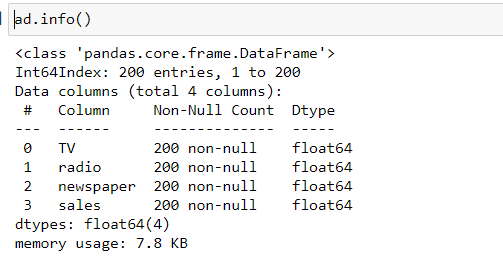 ad.info()
<class 'pandas.core.frame.DataFrame'>
Int64Index: 200 entries, 1 to 200
Data columns (total 4 columns):
 #   Column     Non-Null Count  Dtype
---  ------     --------------  -----
 0   TV         200 non-null    float64
 1   radio      200 non-null    float64
 2   newspaper  200 non-null    float64
 3   sales      200 non-null    float64
dtypes: float64(4)
memory usage: 7.8 KB